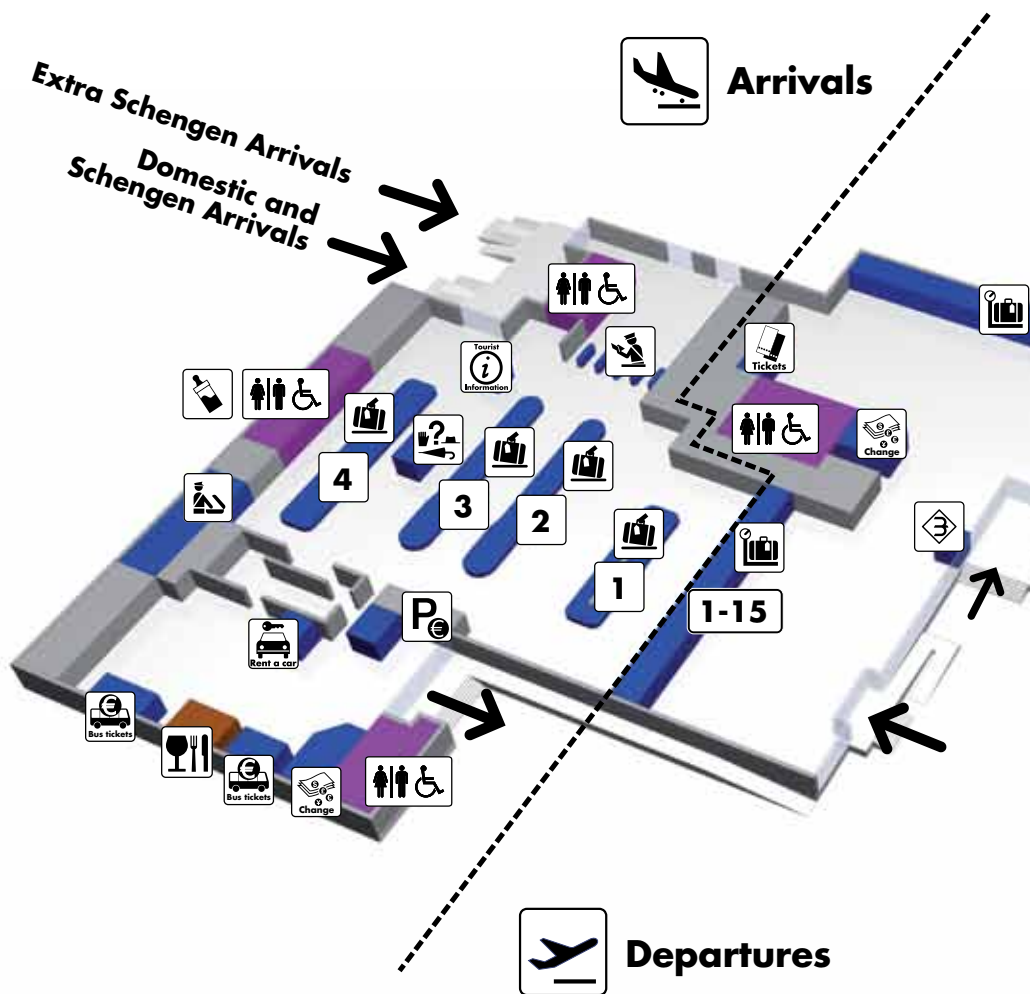 Arrivals
Extra Schengen Arrivals
Domestic and
Schengen Arrivals
Tourist
i
Information
Tickets
Change
?
4
3
2
1
1-15
3
P €
Rent a car
€
Bus tickets
€
Bus tickets
Change
Departures